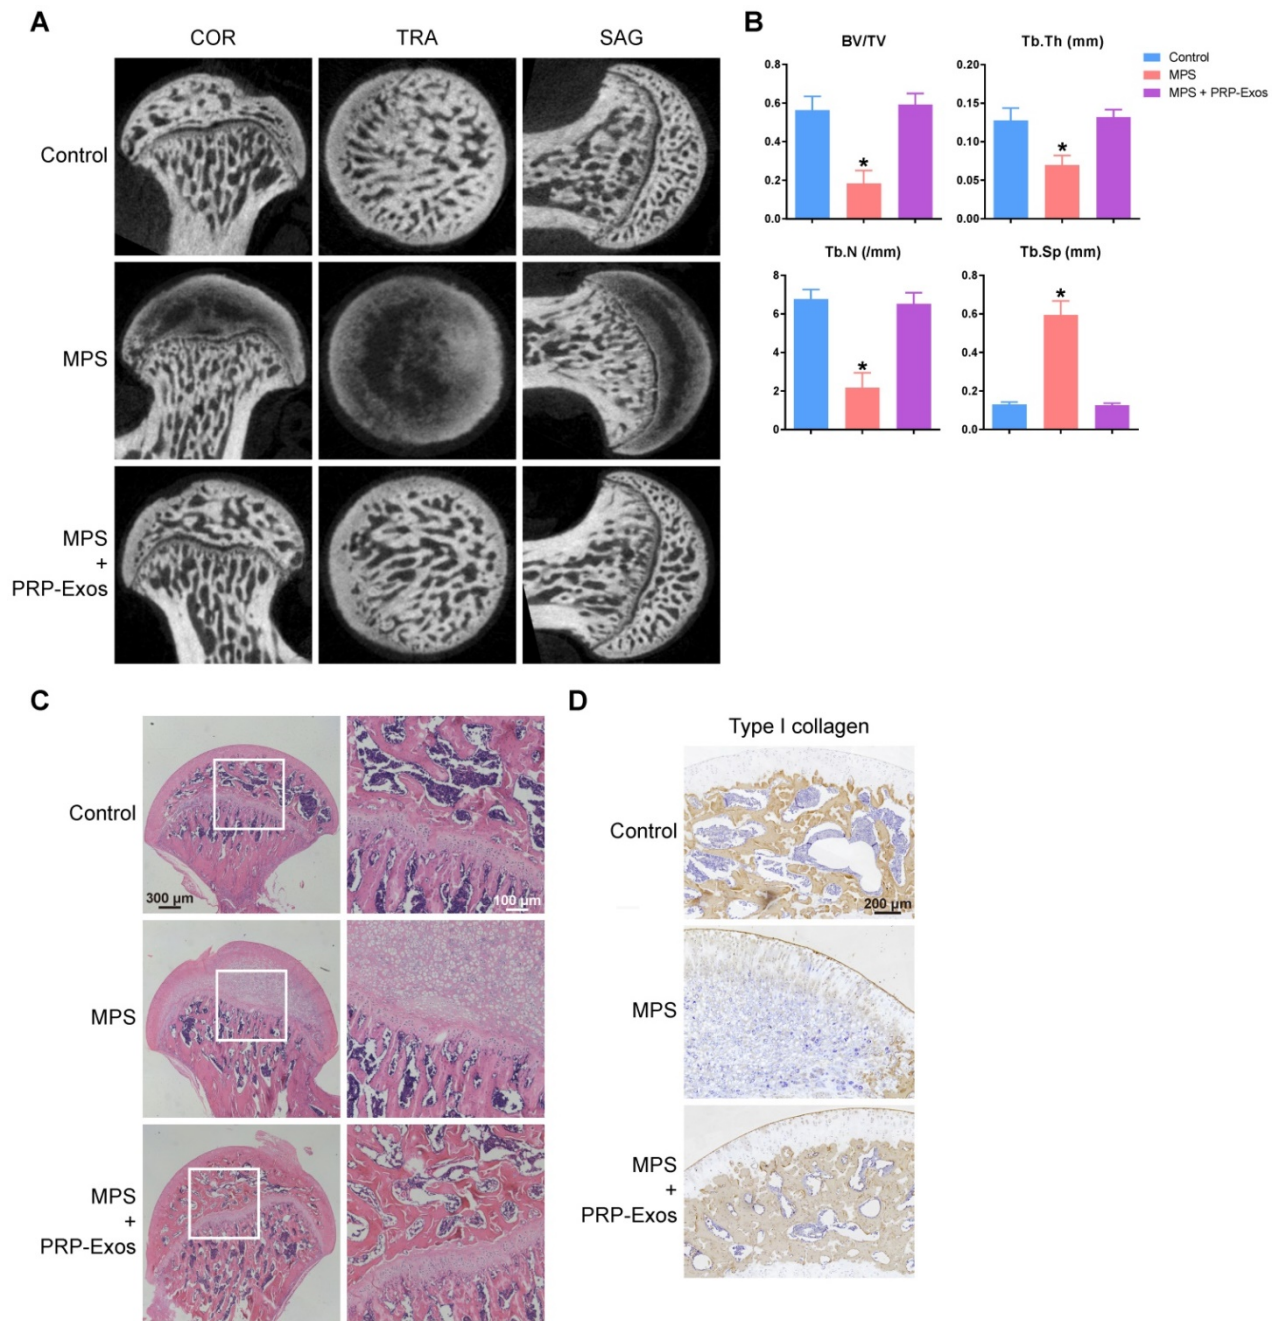 A
COR TRA SAG
Control
MPS
MPS
+
PRP-Exos
B
BV/TV
0.8
0.6
0.4
0.2
0.0
*
Tb.Th (mm)
0.20
0.15
0.10
0.05
0.00
*
Control
MPS
MPS + PRP-Exos
Tb.N (/mm)
8
6
4
2
0
*
Tb.Sp (mm)
0.8
0.6
0.4
0.2
0.0
*
C
Control
300 µm
100 µm
MPS
MPS
+
PRP-Exos
D
Type I collagen
Control
200 µm
MPS
MPS
+
PRP-Exos